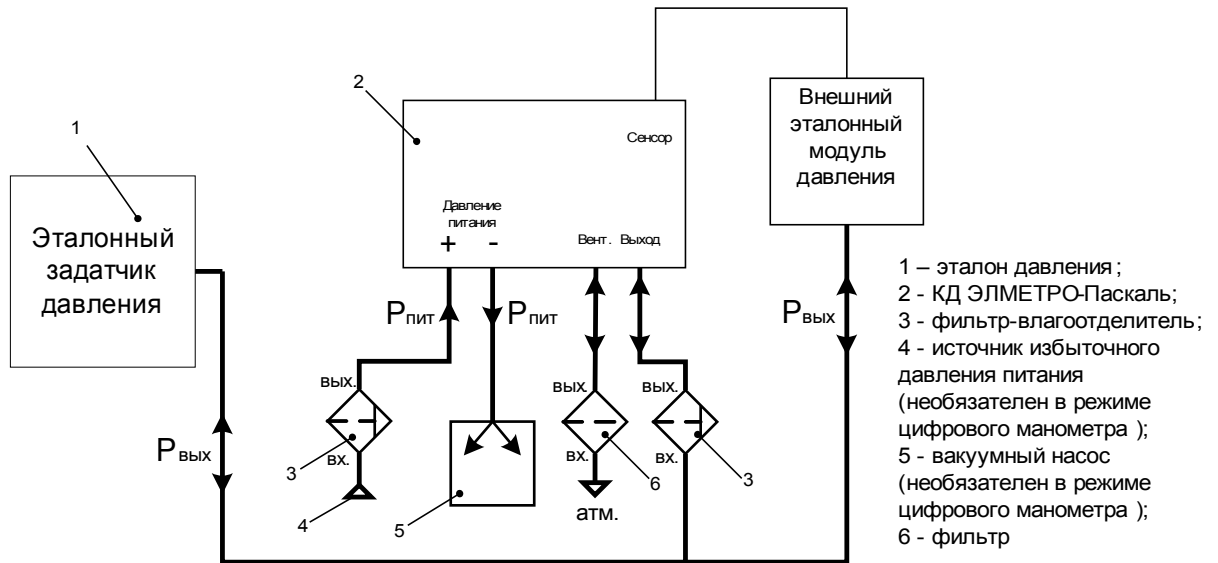 1
Эталонный
задатчик
давления
2
Сенсор
Давление
питания
+ -
Вент. Выход
Внешний
эталонный
модуль
давления
Pпит
Pпит
Pвых
Pвых
вых.
вх.
3
4
5
вых.
вх.
6
атм.
вых.
вх.
3
1 – эталон давления ;
2 - КД ЭЛМЕТРО-Паскаль;
3 - фильтр-влагоотделитель;
4 - источник избыточного
давления питания
(необязателен в режиме
цифрового манометра );
5 - вакуумный насос
(необязателен в режиме
цифрового манометра );
6 - фильтр